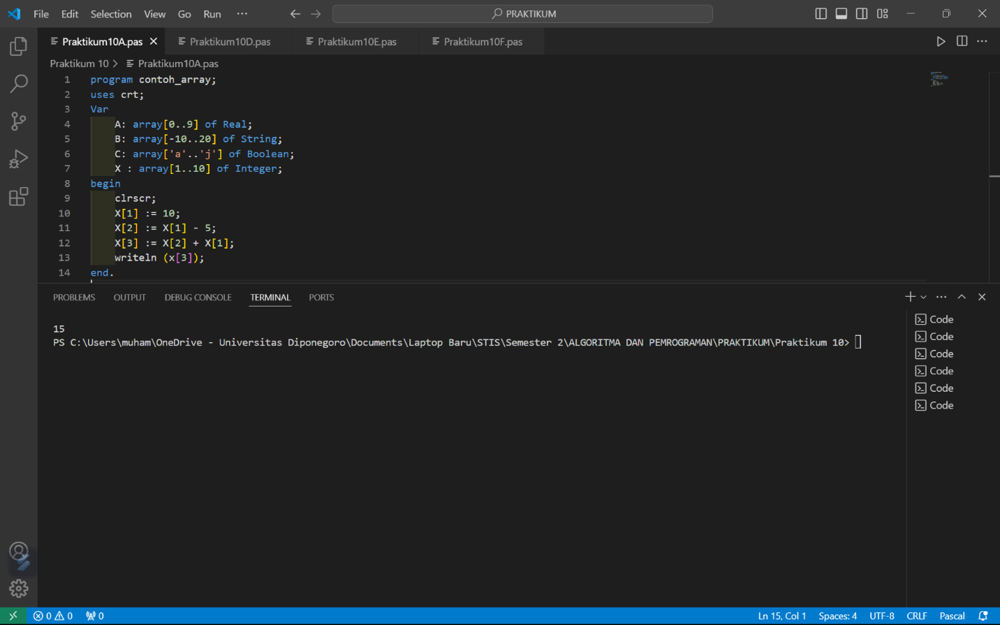 File Edit Selection View Go Run ··· PRAKTIKUM
Praktikum10A.pas Praktikum10D.pas Praktikum10E.pas Praktikum10F.pas
Praktikum 10 > Praktikum10A.pas
1 program contoh_array;
2 uses crt;
3 Var
4 A: array[0..9] of Real;
5 B: array[-10..20] of String;
6 C: array['a'..'j'] of Boolean;
7 X : array[1..10] of Integer;
8 begin
9 clrscr;
10 X[1] := 10;
11 X[2] := X[1] - 5;
12 X[3] := X[2] + X[1];
13 writeln (x[3]);
14 end.
PROBLEMS OUTPUT DEBUG CONSOLE TERMINAL PORTS
15
PS C:\Users\muham\OneDrive - Universitas Diponegoro\Documents\Laptop Baru\STIS\Semester 2\ALGORITMA DAN PEMROGRAMAN\PRAKTIKUM\Praktikum 10>
Code
Code
Code
Code
Code
Code
0 0 0 Ln 15, Col 1 Spaces: 4 UTF-8 CRLF Pascal